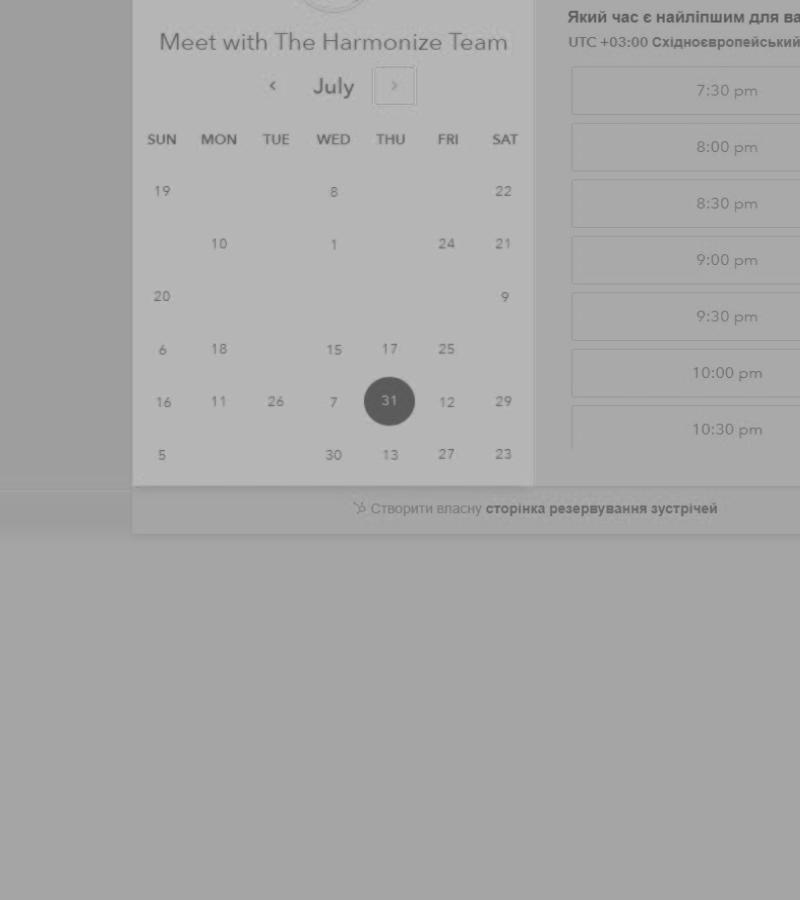 Meet with The Harmonize Team
July
SUN MON TUE WED THU FRI SAT
19 8 22
10 1 24 21
20 9
6 18 15 17 25
16 11 26 7 31 12 29
5 30 13 27 23
Який час є найліпшим для
UTC +03:00 Східноєвропейський
7:30 pm
8:00 pm
8:30 pm
9:00 pm
9:30 pm
10:00 pm
10:30 pm
Створити власну сторінка резервування зустрічей